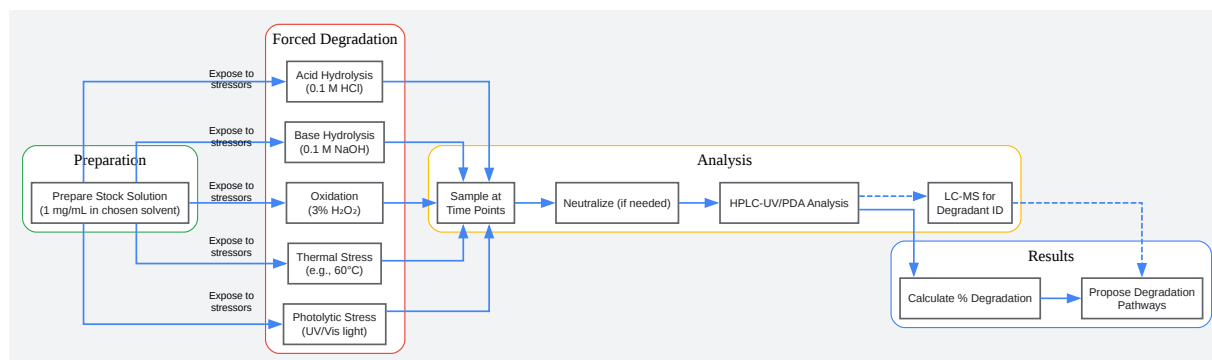 Forced Degradation
Expose to
stressors
Acid Hydrolysis
(0.1 M HCl)
Expose to
stressors
Base Hydrolysis
(0.1 M NaOH)
Preparation
Analysis
Prepare Stock Solution
(1 mg/mL in chosen solvent)
Expose to
stressors
Oxidation
(3% H₂O₂)
Sample at
Time Points
Neutralize (if needed)
HPLC-UV/PDA Analysis
LC-MS for
Degradant ID
Expose to
stressors
Thermal Stress
(e.g., 60°C)
Results
Expose to
stressors
Photolytic Stress
(UV/Vis light)
Calculate % Degradation
Propose Degradation
Pathways